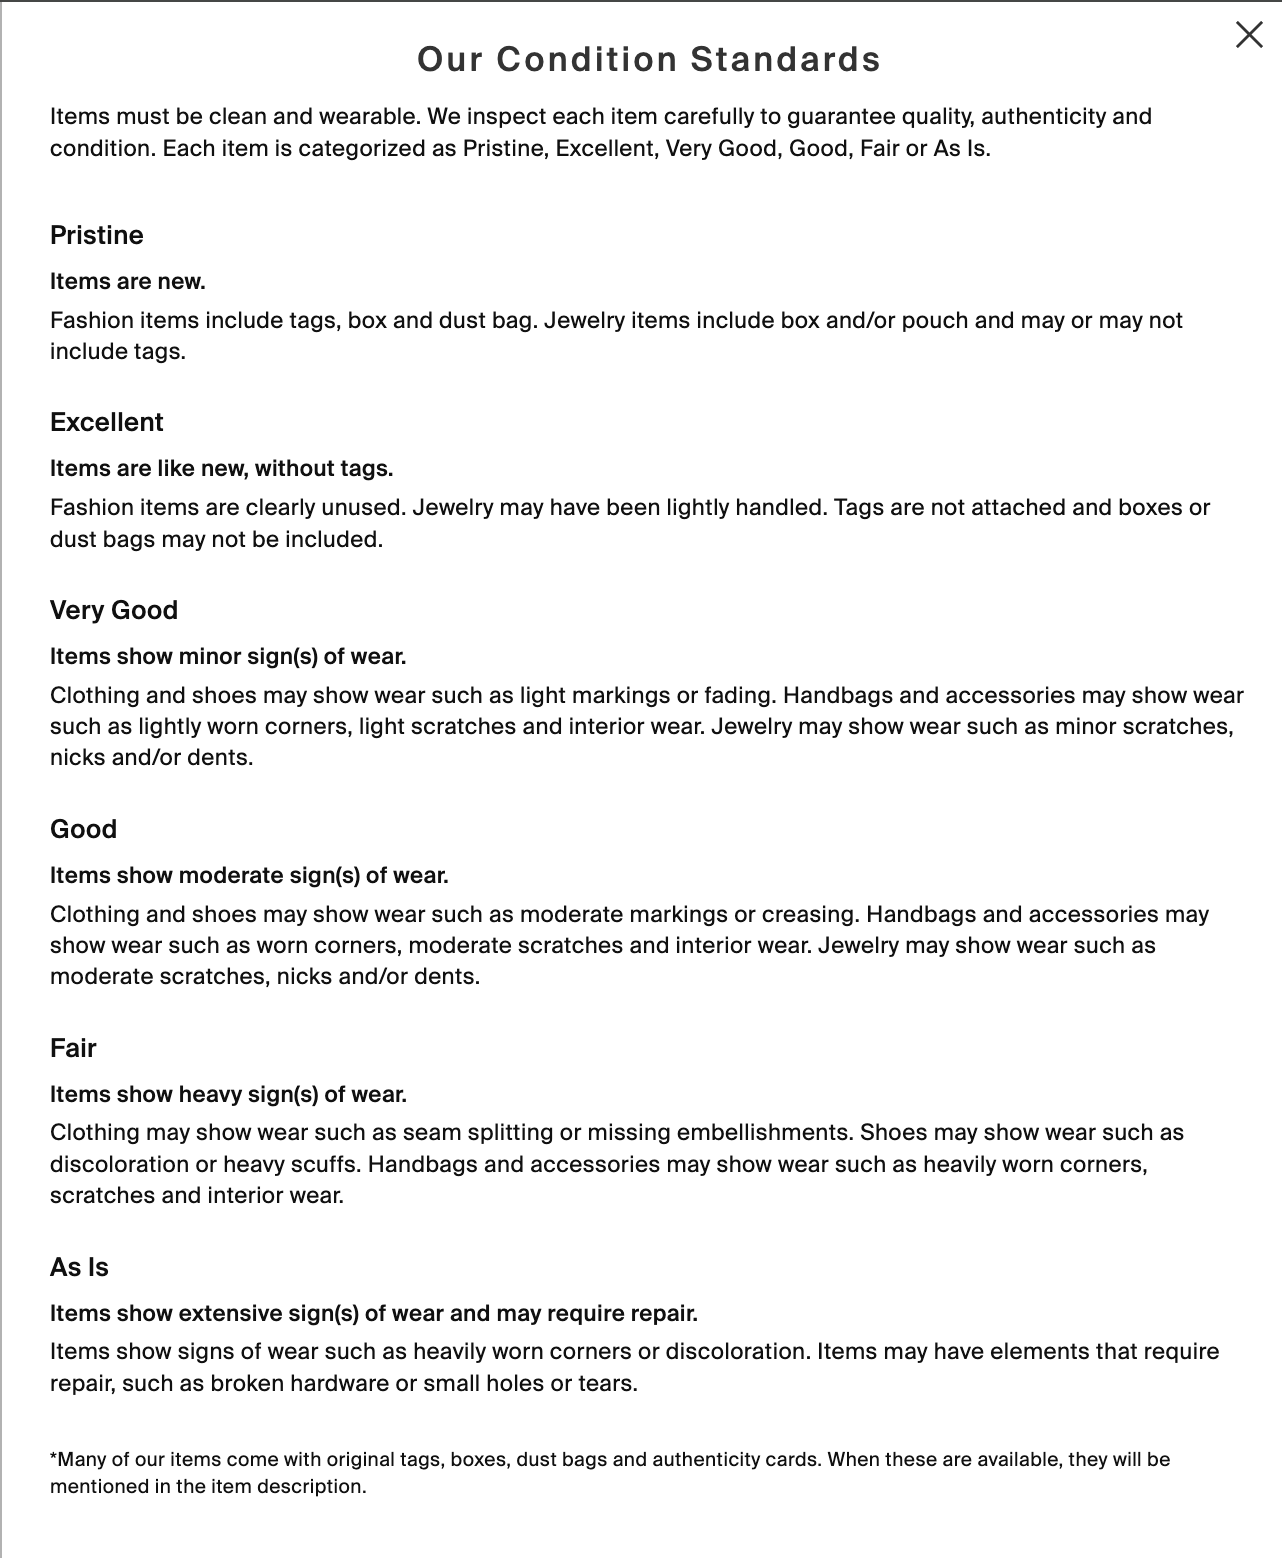 Our Condition Standards
Items must be clean and wearable. We inspect each item carefully to guarantee quality, authenticity and
condition. Each item is categorized as Pristine, Excellent, Very Good, Good, Fair or As Is.
Pristine
Items are new.
Fashion items include tags, box and dust bag. Jewelry items include box and/or pouch and may or may not
include tags.
Excellent
Items are like new, without tags.
Fashion items are clearly unused. Jewelry may have been lightly handled. Tags are not attached and boxes or
dust bags may not be included.
Very Good
Items show minor sign(s) of wear.
Clothing and shoes may show wear such as light markings or fading. Handbags and accessories may show wear
such as lightly worn corners, light scratches and interior wear. Jewelry may show wear such as minor scratches,
nicks and/or dents.
Good
Items show moderate sign(s) of wear.
Clothing and shoes may show wear such as moderate markings or creasing. Handbags and accessories may
show wear such as worn corners, moderate scratches and interior wear. Jewelry may show wear such as
moderate scratches, nicks and/or dents.
Fair
Items show heavy sign(s) of wear.
Clothing may show wear such as seam splitting or missing embellishments. Shoes may show wear such as
discoloration or heavy scuffs. Handbags and accessories may show wear such as heavily worn corners,
scratches and interior wear.
As Is
Items show extensive sign(s) of wear and may require repair.
Items show signs of wear such as heavily worn corners or discoloration. Items may have elements that require
repair, such as broken hardware or small holes or tears.
*Many of our items come with original tags, boxes, dust bags and authenticity cards. When these are available, they will be
mentioned in the item description.